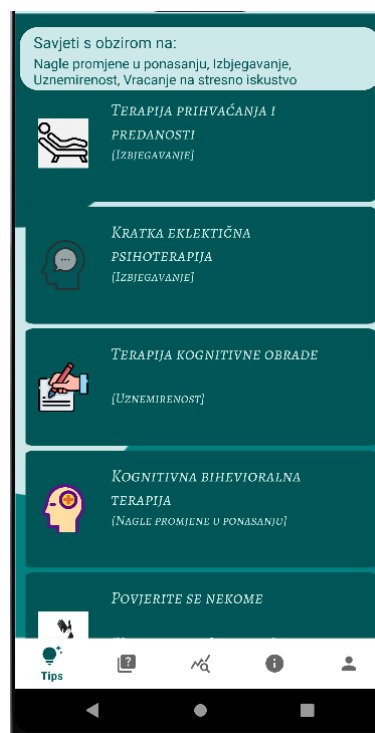 Savjeti s obzirom na:
Nagle promjene u ponasanju, Izbjegavanje,
Uznemirenost, Vracanje na stresno iskustvo
Terapija prihvaćanja i
predanosti
[Izbjegavanje]
Kratka eklektična
psihoterapija
[Izbjegavanje]
Terapija kognitivne obrade
[Uznemirenost]
Kognitivna bihevioralna
terapija
[Nagle promjene u ponasanju]
Povjerite se nekome
Tips